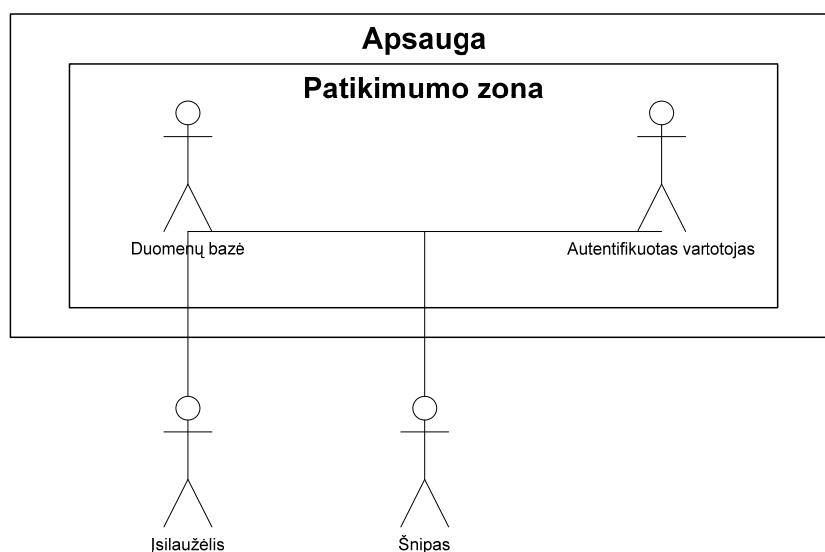 Apsauga
Patikimumo zona
Duomenų bazė
Autentifikuotas vartotojas
Įsilaužėlis
Šnipas